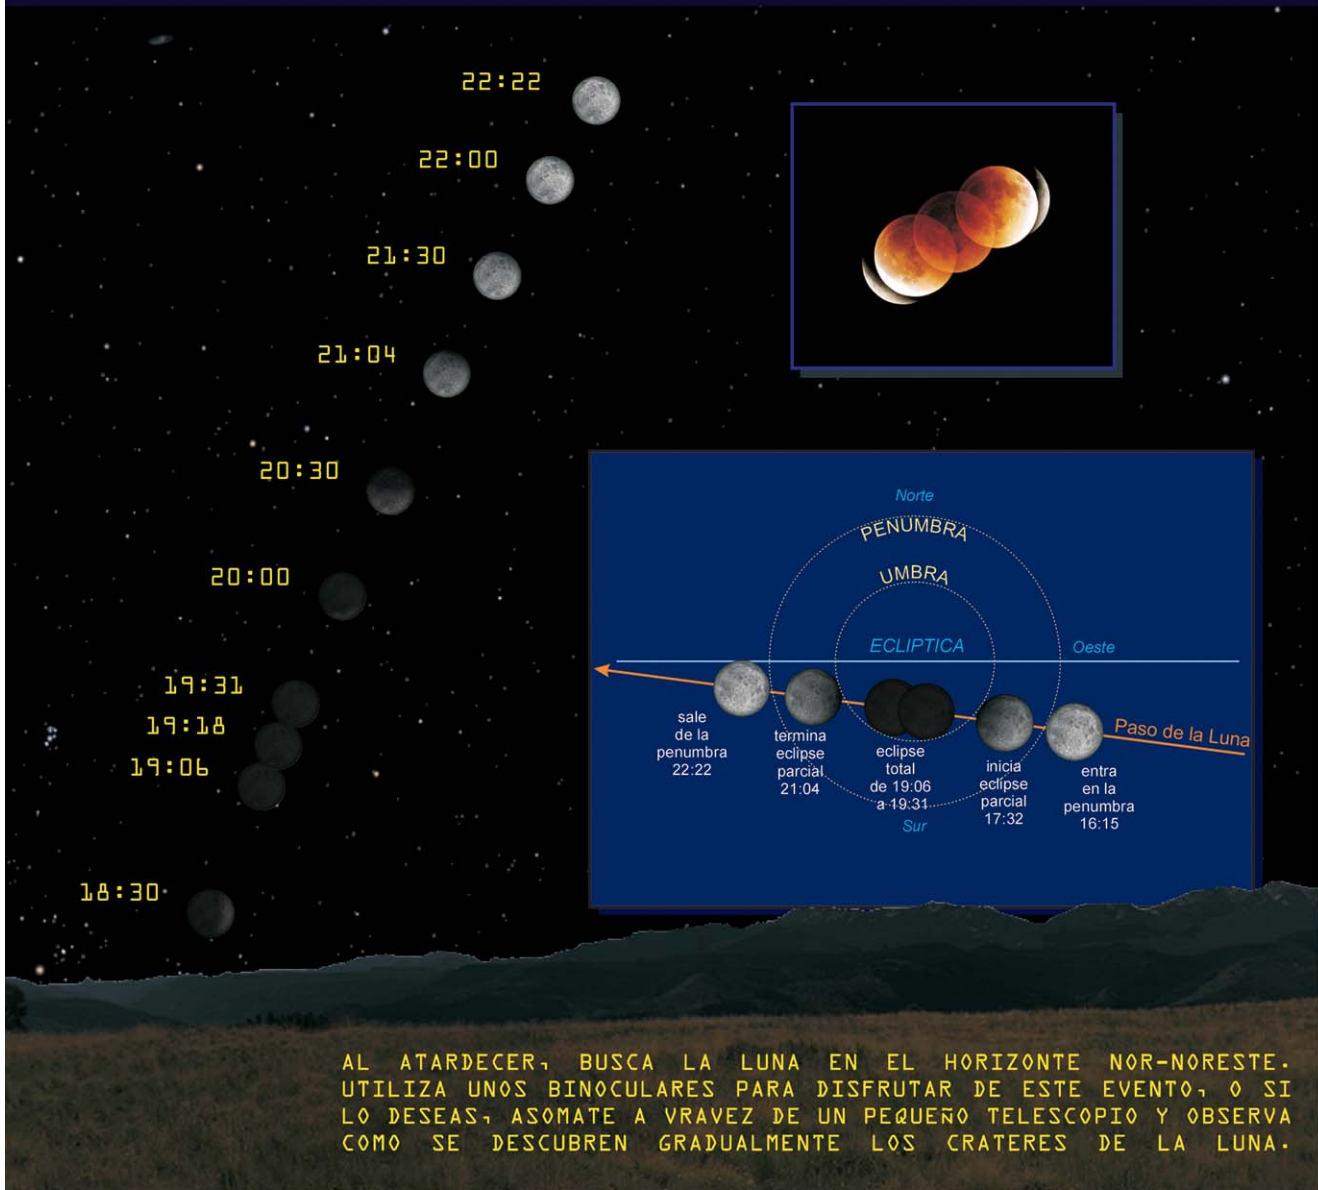 22:22
22:00
21:30
21:04
20:30
20:00
19:31
19:18
19:06
18:30
Norte
PENUMBRA
UMBRA
ECLIPTICA
Oeste
Paso de la Luna
sale
de la
penumbra
22:22
termina
eclipse
parcial
21:04
eclipse
total
de 19:06
a 19:31
inicia
eclipse
parcial
17:32
entra
en la
penumbra
16:15
Sur
AL ATARDECER, BUSCA LA LUNA EN EL HORIZONTE NOR-NORESTE.
UTILIZA UNOS BINOCULARES PARA DISFRUTAR DE ESTE EVENTO, O SI
LO DESEAS, ASOMATE A VRAVEZ DE UN PEQUEÑO TELESCOPIO Y OBSERVA
COMO SE DESCUBREN GRADUALMENTE LOS CRATERES DE LA LUNA.